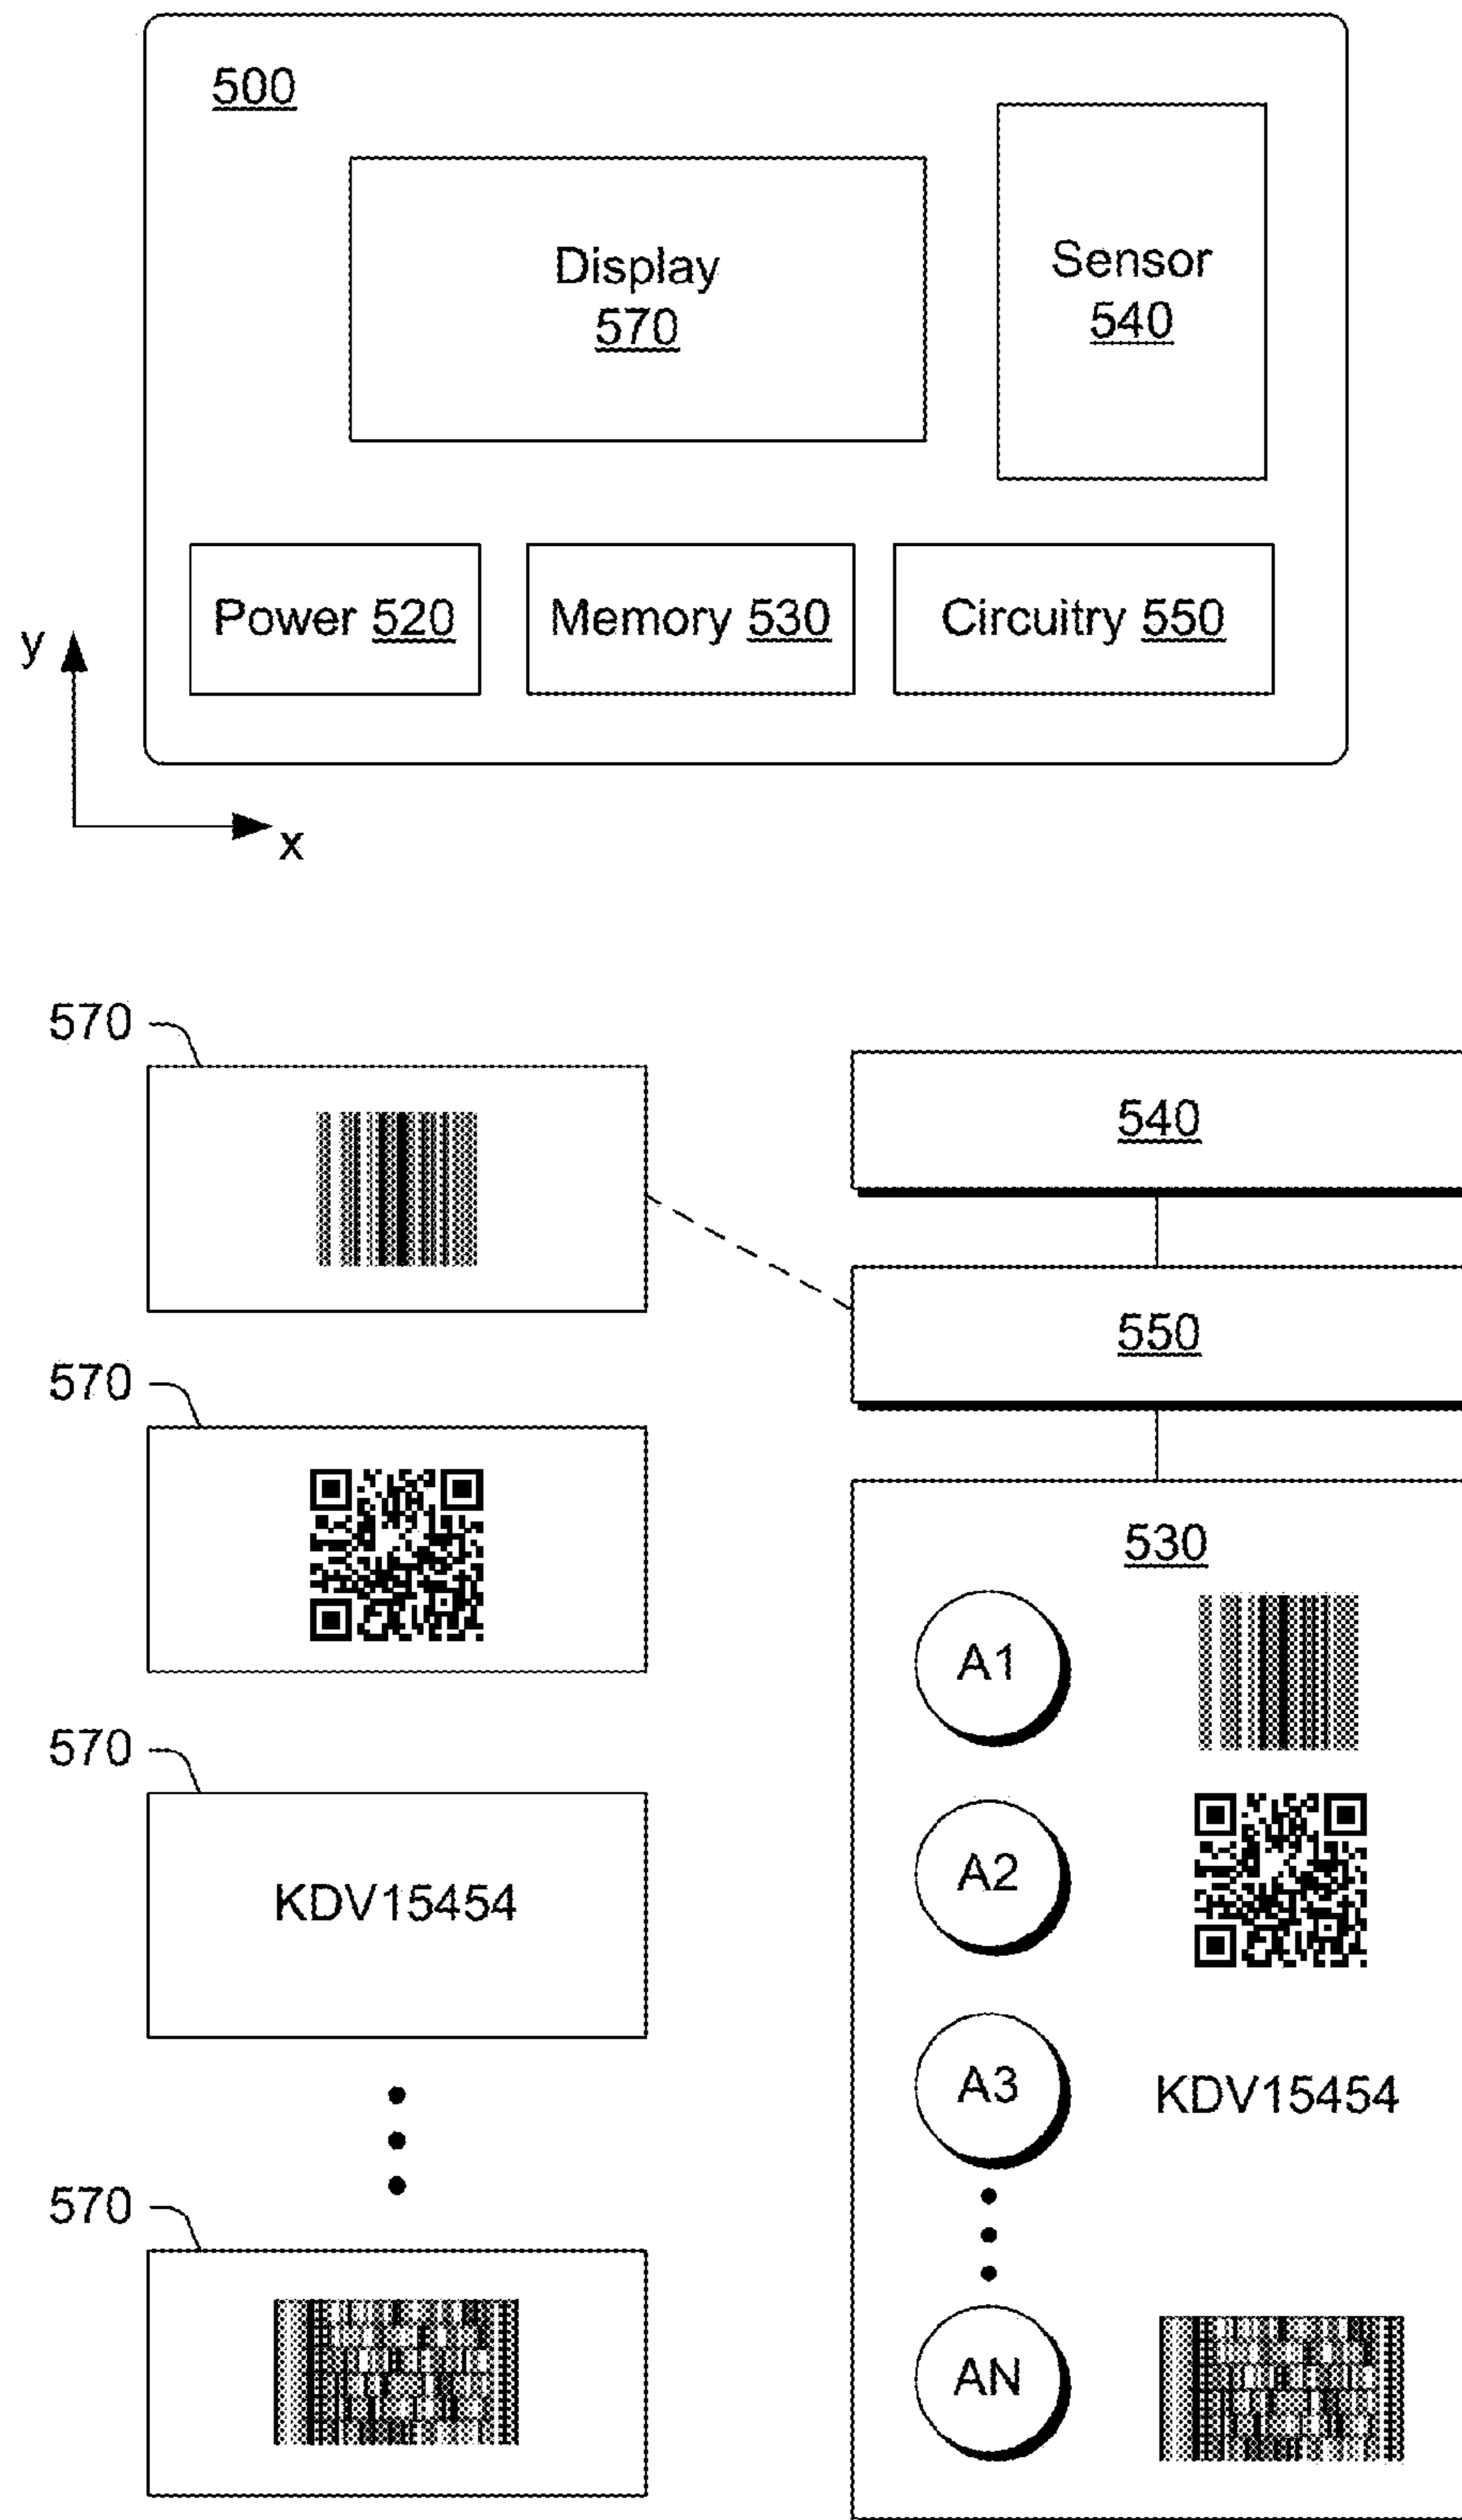 500
Display
570
Sensor
540
Power 520
Memory 530
Circuitry 550
y
x
570
540
550
570
530
A1
570
KDV15454
A2
A3
KDV15454
570
AN